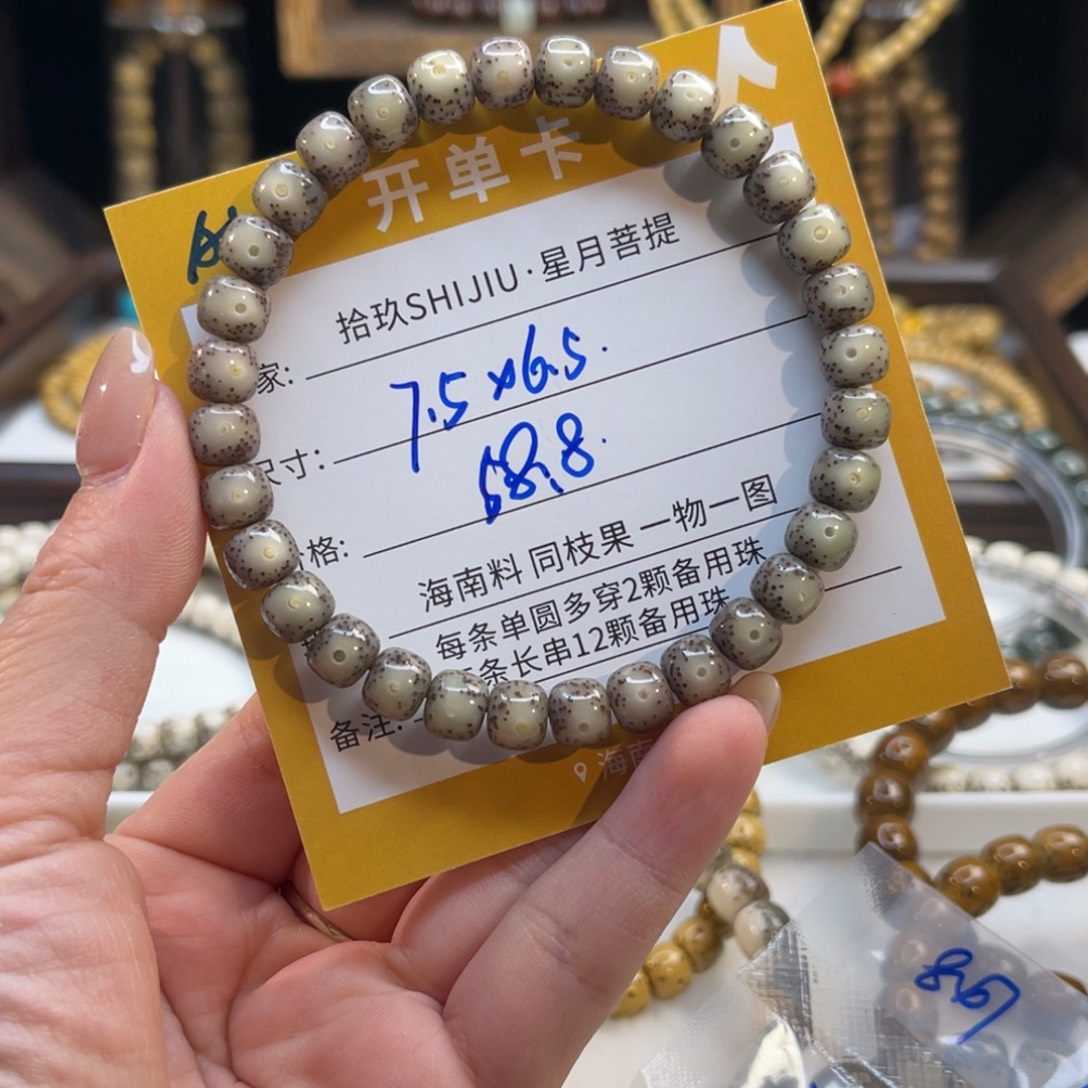 开单卡
拾玖SHIJIU·星月菩提
家:
尺寸: 7.5×6.5
格: 68.8
海南料 同枝果 一物一图
每条单圆多穿2颗备用珠
条长串12颗备用珠
备注:
海南